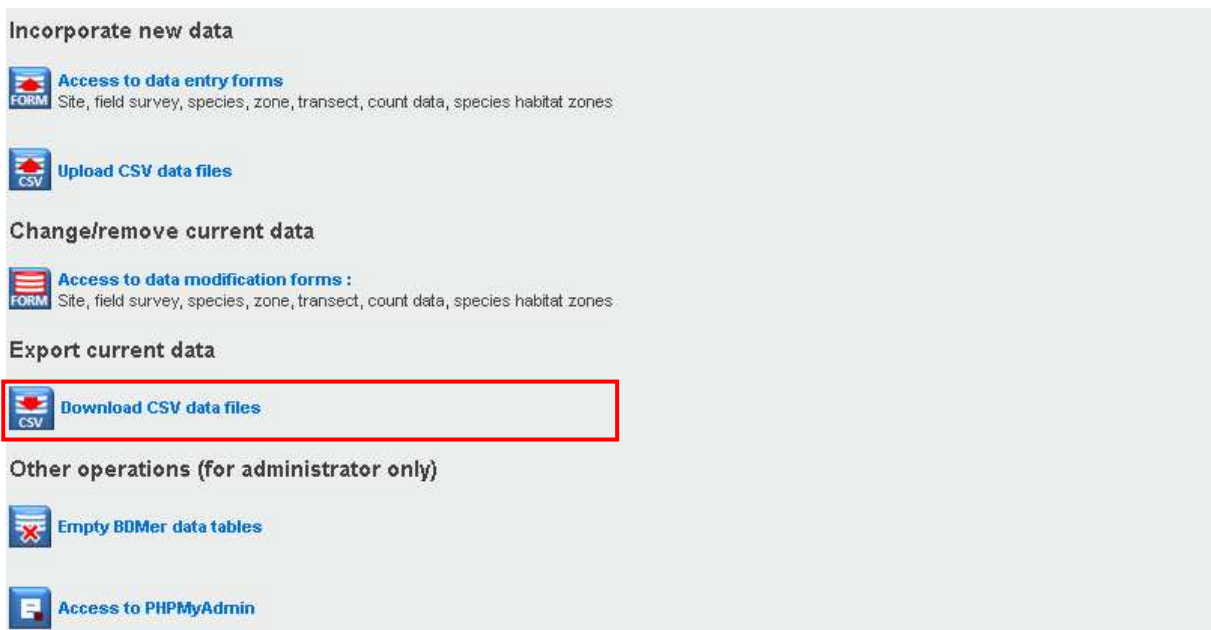 Incorporate new data
Access to data entry forms
FORM Site, field survey, species, zone, transect, count data, species habitat zones
Upload CSV data files
CSV
Change/remove current data
Access to data modification forms :
FORM Site, field survey, species, zone, transect, count data, species habitat zones
Export current data
Download CSV data files
CSV
Other operations (for administrator only)
Empty BDMer data tables
Access to PHPMyAdmin